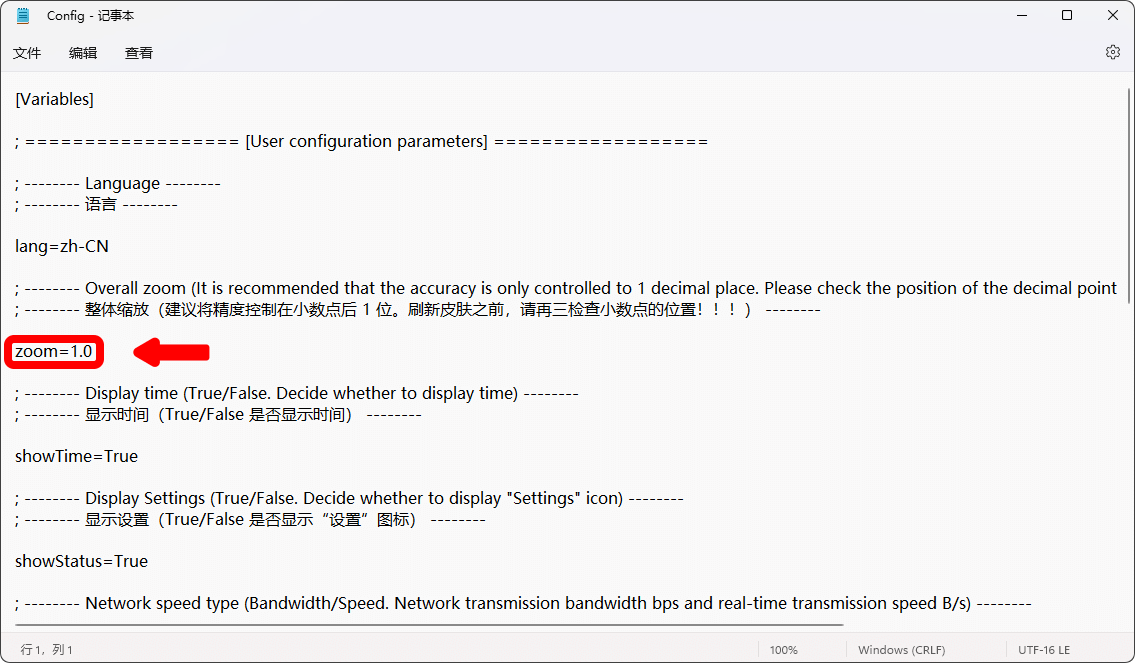 Config - 记事本
文件 编辑 查看
[Variables]
; ================== [User configuration parameters] ==================
; -------- Language --------
; -------- 语言 --------
lang=zh-CN
; -------- Overall zoom (It is recommended that the accuracy is only controlled to 1 decimal place. Please check the position of the decimal point
; -------- 整体缩放（建议将精度控制在小数点后 1 位。刷新皮肤之前，请再三检查小数点的位置！！！） --------
zoom=1.0
; -------- Display time (True/False. Decide whether to display time) --------
; -------- 显示时间（True/False 是否显示时间） --------
showTime=True
; -------- Display Settings (True/False. Decide whether to display "Settings" icon) --------
; -------- 显示设置（True/False 是否显示“设置”图标） --------
showStatus=True
; -------- Network speed type (Bandwidth/Speed. Network transmission bandwidth bps and real-time transmission speed B/s) --------
行 1，列 1 100% Windows (CRLF) UTF-16 LE